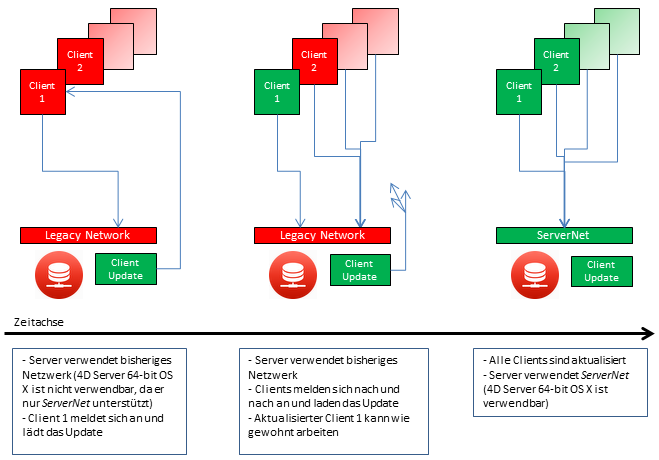 Client
2
Client
1
Legacy Network
Client
Update
Client
2
Client
1
Legacy Network
Client
Update
Client
2
Client
1
ServerNet
Client
Update
Zeitachse
- Server verwendet bisheriges
Netzwerk (4D Server 64-bit OS
X ist nicht verwendbar, da er
nur ServerNet unterstützt)
- Client 1 meldet sich an und
lädt das Update
- Server verwendet bisheriges
Netzwerk
- Clients melden sich nach und
nach an und laden das Update
- Aktualisierter Client 1 kann wie
gewohnt arbeiten
- Alle Clients sind aktualisiert
- Server verwendet ServerNet
(4D Server 64-bit OS X ist
verwendbar)